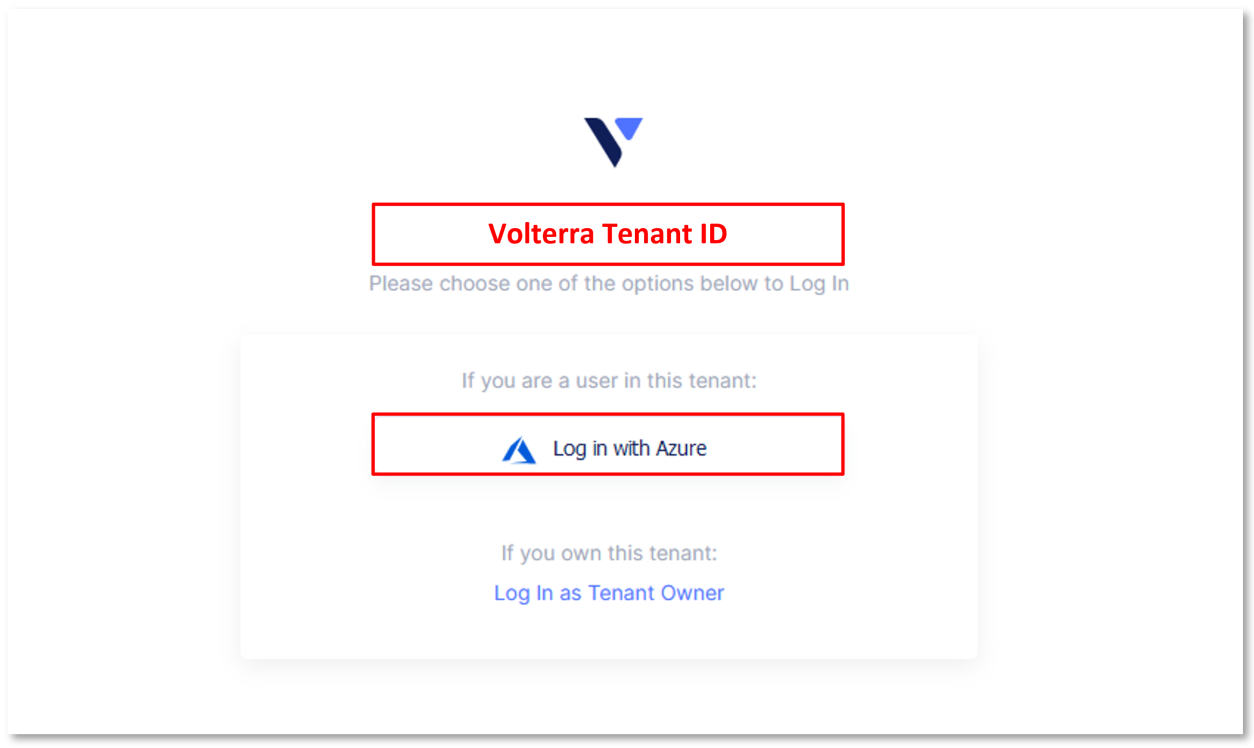 Volterra Tenant ID
Please choose one of the options below to Log In
If you are a user in this tenant:
Log in with Azure
If you own this tenant:
Log In as Tenant Owner